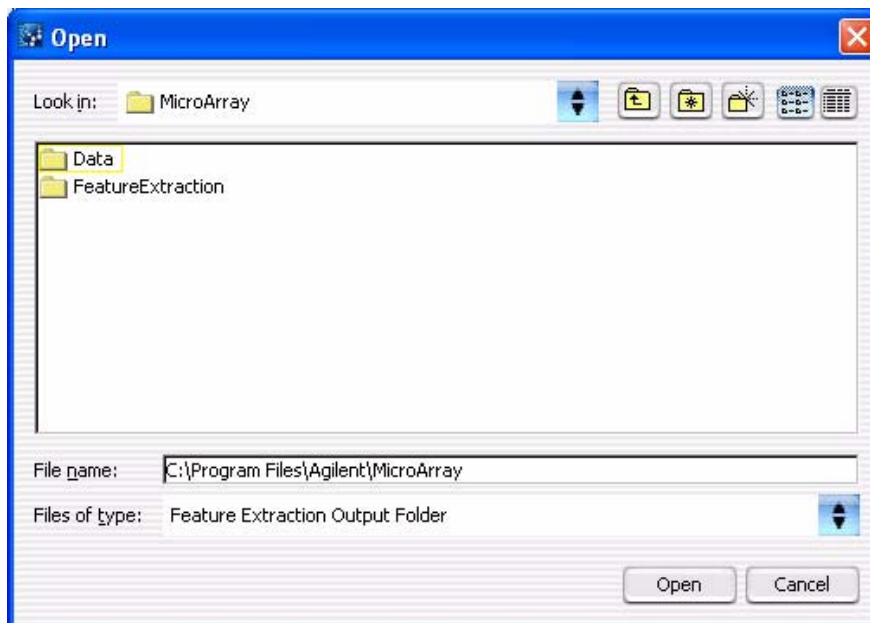 Open
Look in: MicroArray
Data
FeatureExtraction
File name: C:\Program Files\Agilent\MicroArray
Files of type: Feature Extraction Output Folder
Open Cancel